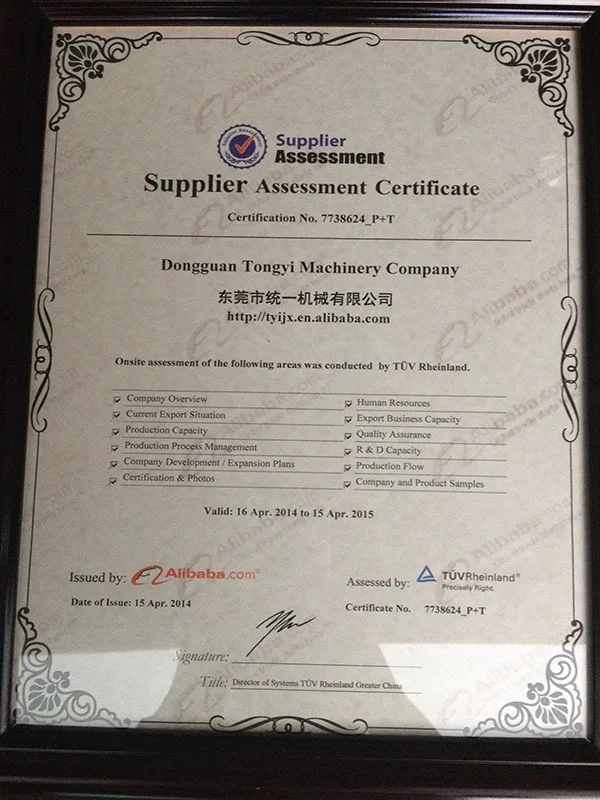 Supplier Assessment
Supplier
Assessment
Supplier Assessment Certificate
Certification No. 7738624_P+T
Dongguan Tongyi Machinery Company
东莞市统一机械有限公司
http://tyijx.en.alibaba.com
Onsite assessment of the following areas was conducted by TÜV Rheinland.
Company Overview
Current Export Situation
Production Capacity
Production Process Management
Company Development / Expansion Plans
Certification & Photos
Human Resources
Export Business Capacity
Quality Assurance
R & D Capacity
Production Flow
Company and Product Samples
Valid: 16 Apr. 2014 to 15 Apr. 2015
Issued by: Alibaba.com®
Date of Issue: 15 Apr. 2014
Assessed by: TÜVRheinland®
Precisely Right.
Certificate No. 7738624_P+T
Signature:
Title: Director of Systems TÜV Rheinland Greater China